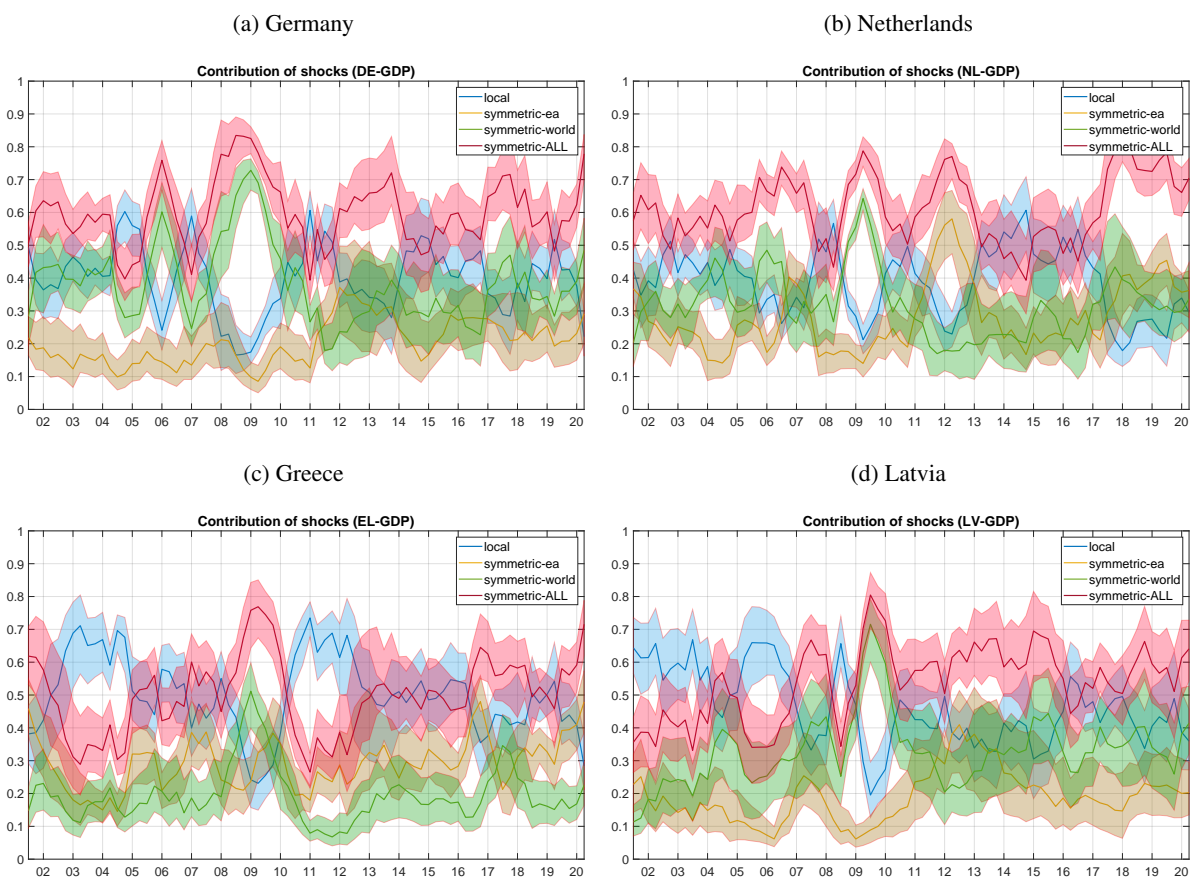 (a) Germany
(b) Netherlands
Contribution of shocks (DE-GDP)
1
0.9
0.8
0.7
0.6
0.5
0.4
0.3
0.2
0.1
0
02 03 04 05 06 07 08 09 10 11 12 13 14 15 16 17 18 19 20
local
symmetric-ea
symmetric-world
symmetric-ALL
Contribution of shocks (NL-GDP)
1
0.9
0.8
0.7
0.6
0.5
0.4
0.3
0.2
0.1
0
02 03 04 05 06 07 08 09 10 11 12 13 14 15 16 17 18 19 20
local
symmetric-ea
symmetric-world
symmetric-ALL
(c) Greece
(d) Latvia
Contribution of shocks (EL-GDP)
1
0.9
0.8
0.7
0.6
0.5
0.4
0.3
0.2
0.1
0
02 03 04 05 06 07 08 09 10 11 12 13 14 15 16 17 18 19 20
local
symmetric-ea
symmetric-world
symmetric-ALL
Contribution of shocks (LV-GDP)
1
0.9
0.8
0.7
0.6
0.5
0.4
0.3
0.2
0.1
0
02 03 04 05 06 07 08 09 10 11 12 13 14 15 16 17 18 19 20
local
symmetric-ea
symmetric-world
symmetric-ALL